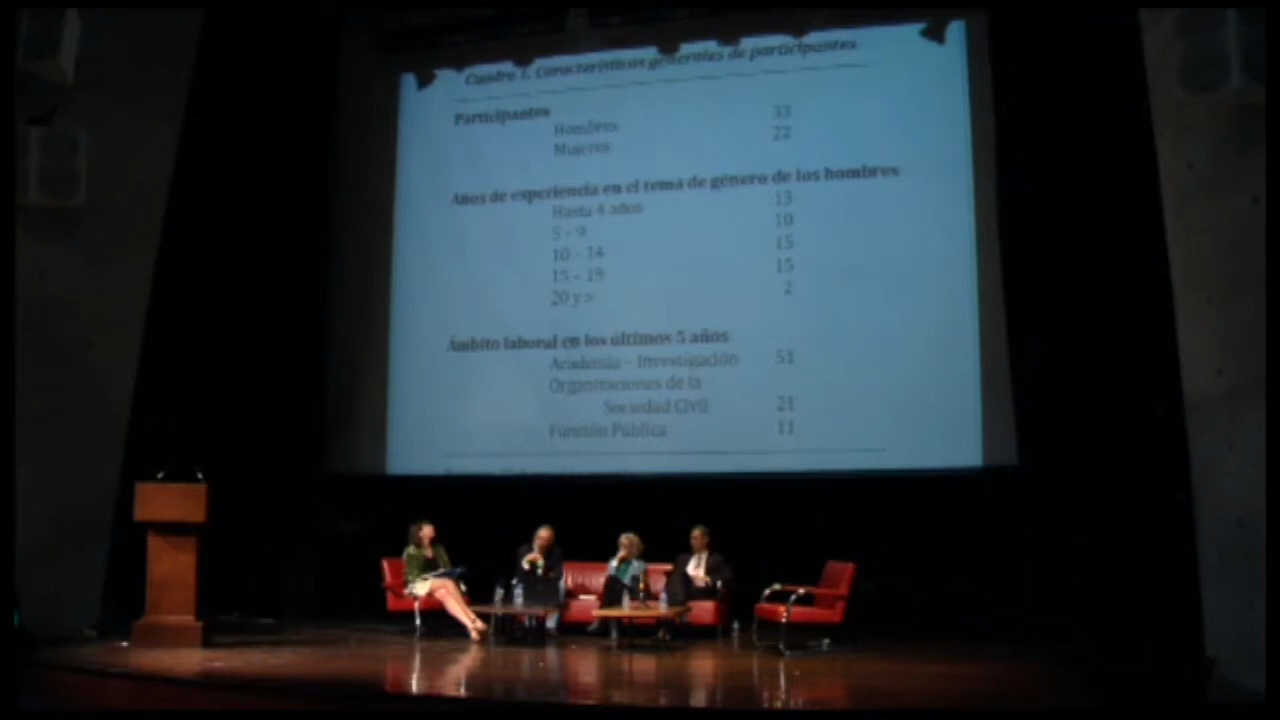 Cuadro 1. Características generales de participantes
Participantes
Hombres 33
Mujeres 22
Años de experiencia en el tema de género de los hombres
Hasta 4 años 13
5 - 9 10
10 - 14 15
15 - 19 15
20 y > 2
Ámbito laboral en los últimos 5 años
Academia - Investigación 51
Organizaciones de la
Sociedad Civil 21
Función Pública 11